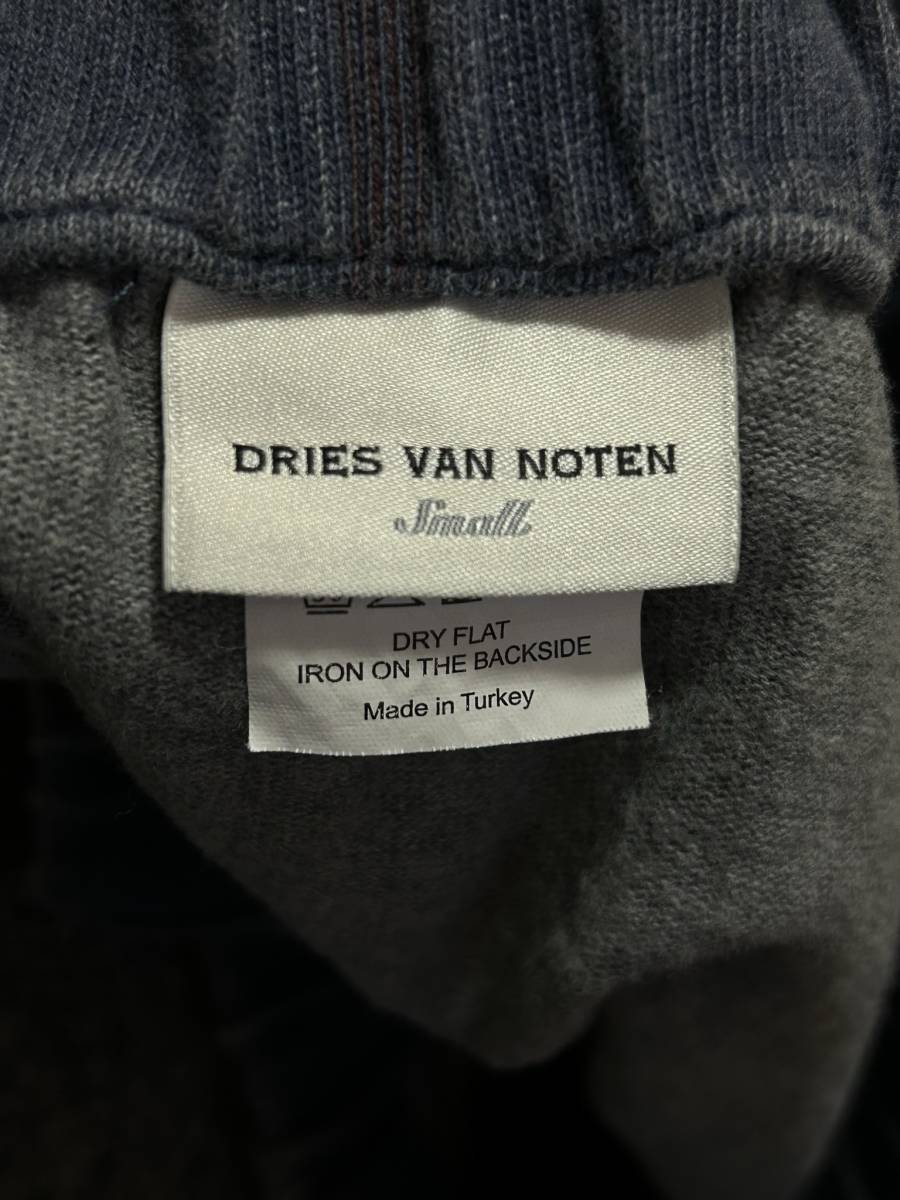 DRIES VAN NOTEN
Small
DRY FLAT
IRON ON THE BACKSIDE
Made in Turkey